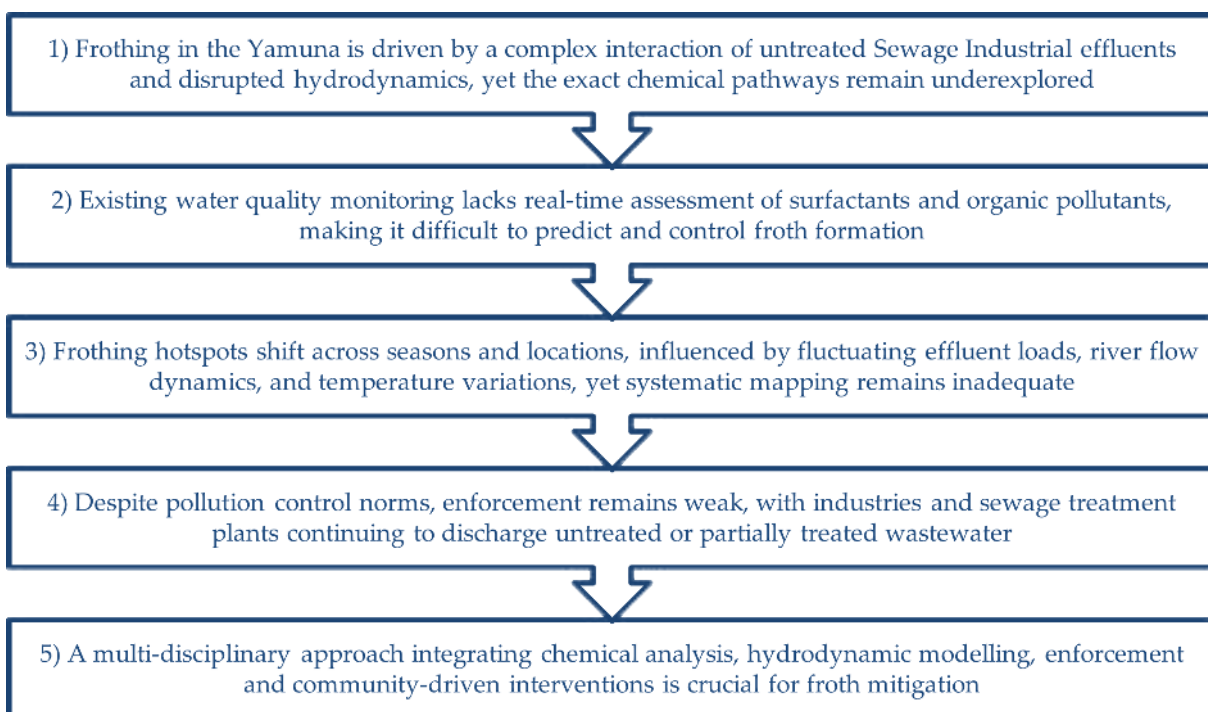 1) Frothing in the Yamuna is driven by a complex interaction of untreated Sewage Industrial effluents
and disrupted hydrodynamics, yet the exact chemical pathways remain underexplored
2) Existing water quality monitoring lacks real-time assessment of surfactants and organic pollutants,
making it difficult to predict and control froth formation
3) Frothing hotspots shift across seasons and locations, influenced by fluctuating effluent loads, river flow
dynamics, and temperature variations, yet systematic mapping remains inadequate
4) Despite pollution control norms, enforcement remains weak, with industries and sewage treatment
plants continuing to discharge untreated or partially treated wastewater
5) A multi-disciplinary approach integrating chemical analysis, hydrodynamic modelling, enforcement
and community-driven interventions is crucial for froth mitigation